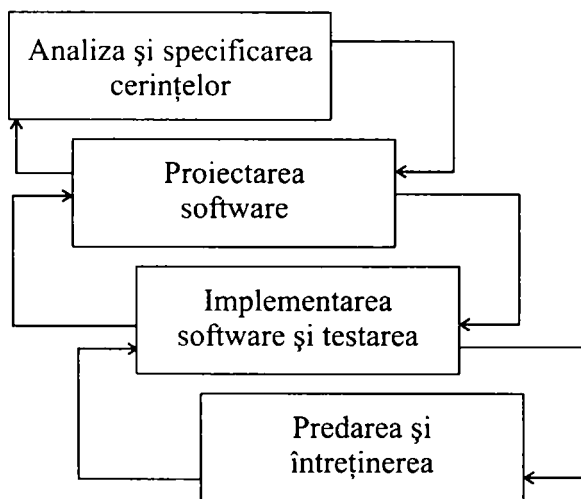 Analiza şi specificarea
cerinţelor
Proiectarea
software
Implementarea
software şi testarea
Predarea şi
întreţinerea